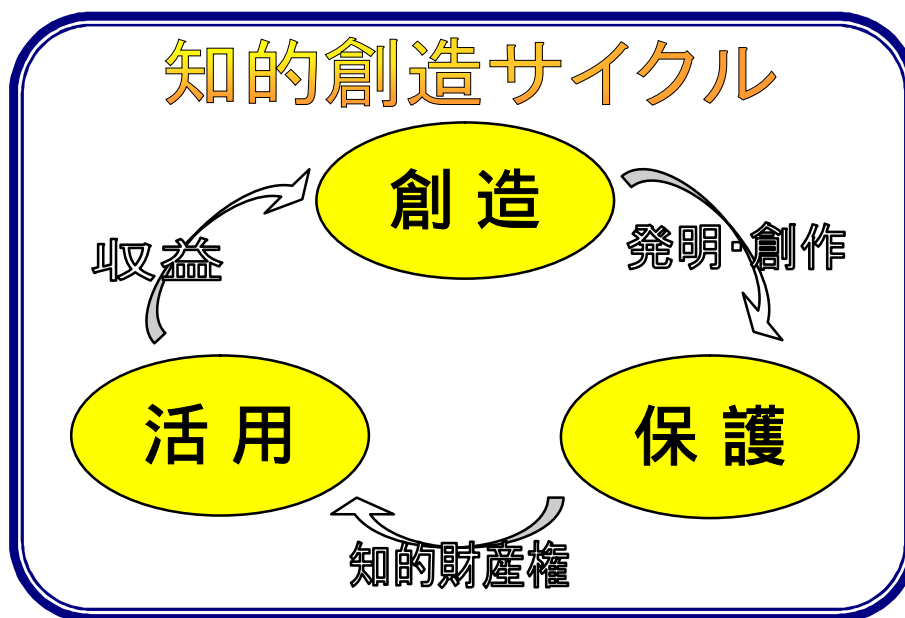 知的創造サイクル
創造
収益
発明・創作
活用
保護
知的財産権